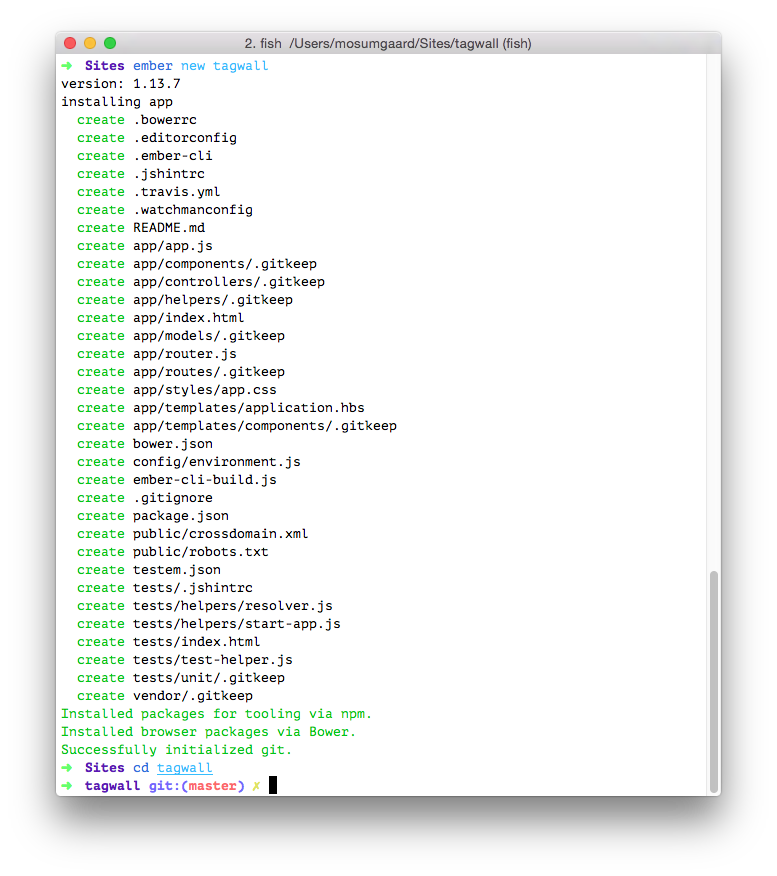 2. fish /Users/mosumgaard/Sites/tagwall (fish)
➜ Sites ember new tagwall
version: 1.13.7
installing app
create .bowerrc
create .editorconfig
create .ember-cli
create .jshintrc
create .travis.yml
create .watchmanconfig
create README.md
create app/app.js
create app/components/.gitkeep
create app/controllers/.gitkeep
create app/helpers/.gitkeep
create app/index.html
create app/models/.gitkeep
create app/router.js
create app/routes/.gitkeep
create app/styles/app.css
create app/templates/application.hbs
create app/templates/components/.gitkeep
create bower.json
create config/environment.js
create ember-cli-build.js
create .gitignore
create package.json
create public/crossdomain.xml
create public/robots.txt
create testem.json
create tests/.jshintrc
create tests/helpers/resolver.js
create tests/helpers/start-app.js
create tests/index.html
create tests/test-helper.js
create tests/unit/.gitkeep
create vendor/.gitkeep
Installed packages for tooling via npm.
Installed browser packages via Bower.
Successfully initialized git.
➜ Sites cd tagwall
➜ tagwall git:(master) ✗